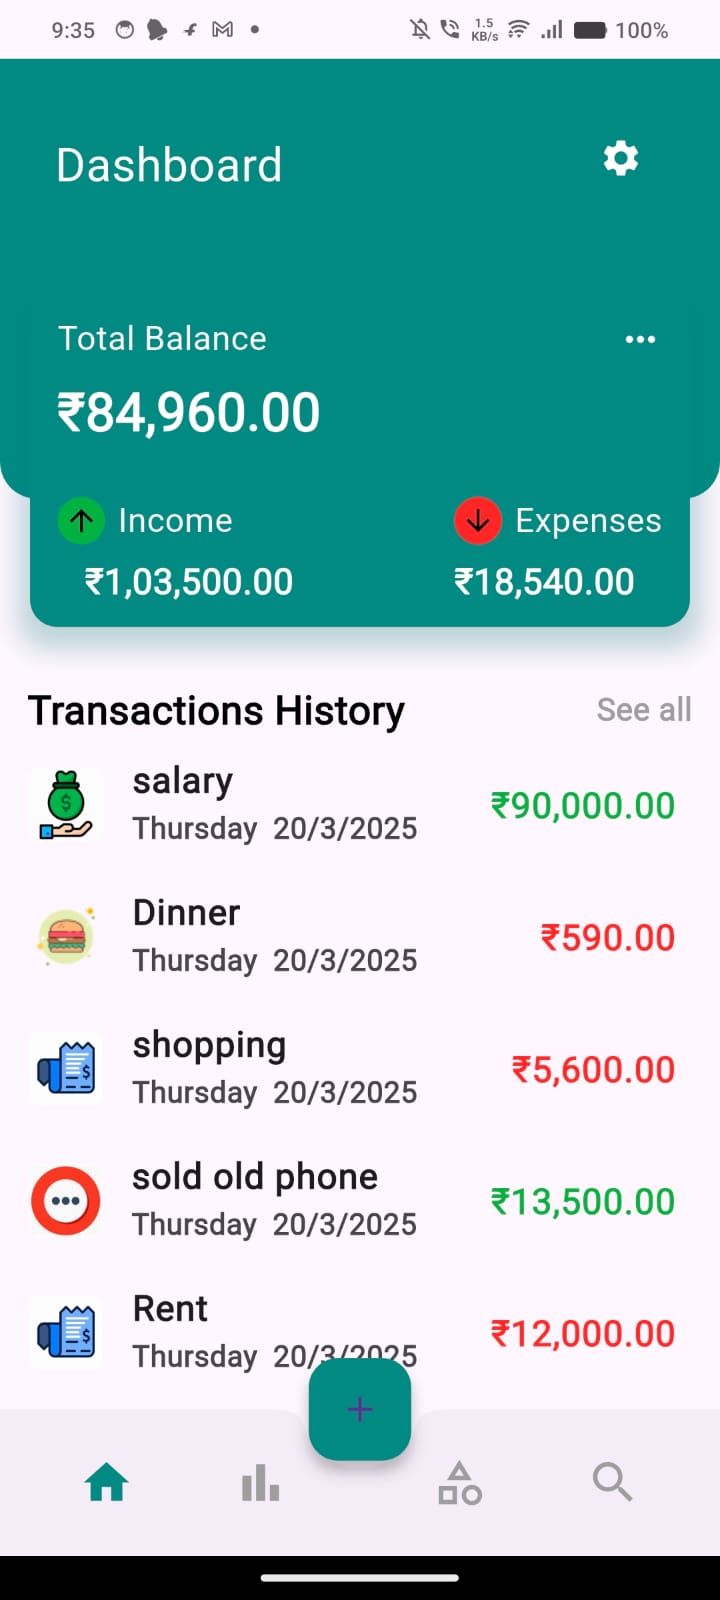 9:35 1.5 KB/s 100%
Dashboard
Total Balance
₹84,960.00
Income Expenses
₹1,03,500.00 ₹18,540.00
Transactions History See all
salary
Thursday 20/3/2025 ₹90,000.00
Dinner
Thursday 20/3/2025 ₹590.00
shopping
Thursday 20/3/2025 ₹5,600.00
sold old phone
Thursday 20/3/2025 ₹13,500.00
Rent
Thursday 20/3/2025 ₹12,000.00